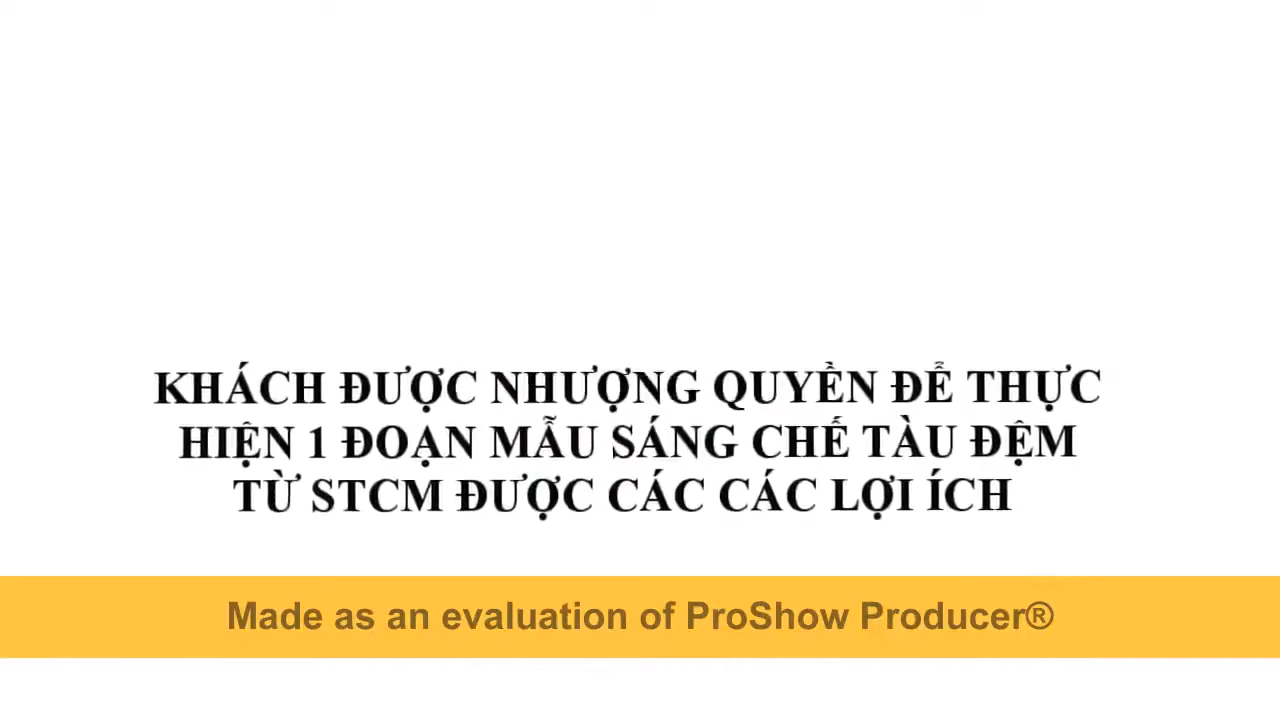 KHÁCH ĐƯỢC NHƯỢNG QUYỀN ĐỂ THỰC
HIỆN 1 ĐOẠN MẪU SÁNG CHẾ TÀU ĐỆM
TỪ STCM ĐƯỢC CÁC CÁC LỢI ÍCH
Made as an evaluation of ProShow Producer®